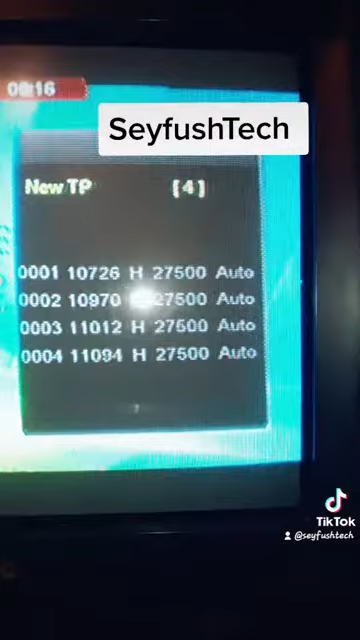 00:16
SeyfushTech
New TP [4]
0001 10726 H 27500 Auto
0002 10970 27500 Auto
0003 11012 H 27500 Auto
0004 11094 H 27500 Auto
TikTok
@seyfushtech